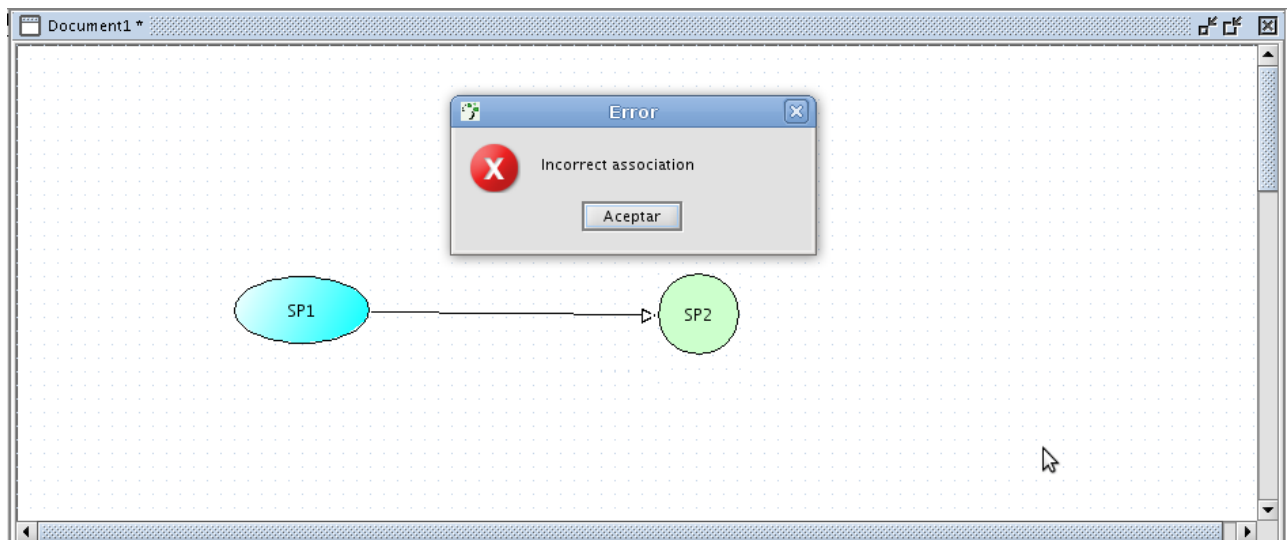 Document1 *
Error
Incorrect association
Aceptar
SP1
SP2